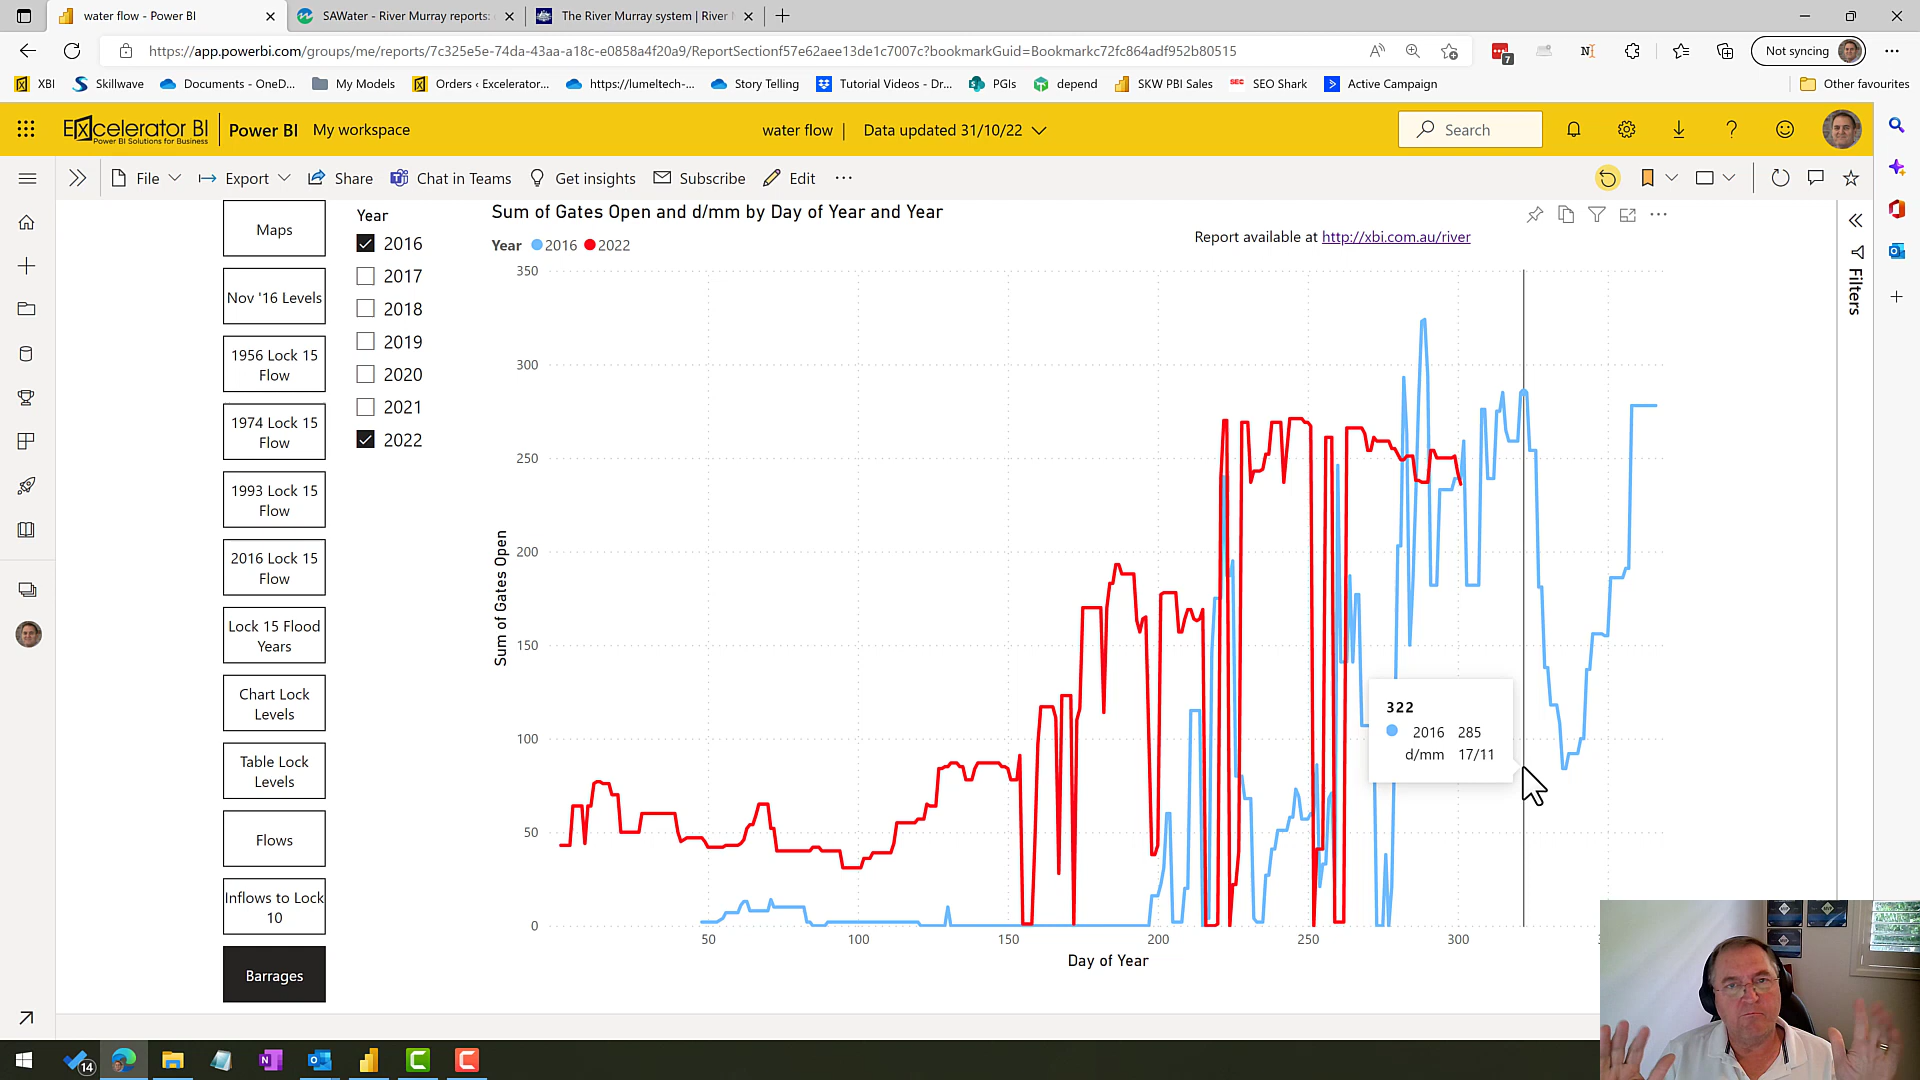 water flow - Power BI
SAWater - River Murray reports:
The River Murray system | River
https://app.powerbi.com/groups/me/reports/7c325e5e-74da-43aa-a18c-e0858a4f20a9/ReportSectionf57e62aee13de1c7007c?bookmarkGuid=Bookmarkc72fc864adf952b80515
7
Not syncing
XBI
Skillwave
Documents - OneD...
My Models
Orders ‹ Excelerator...
https://lumeltech-...
Story Telling
Tutorial Videos - Dr...
PGIs
depend
SKW PBI Sales
SEO Shark
Active Campaign
Other favourites
Excelerator BI
Power BI Solutions for Business
Power BI
My workspace
water flow
Data updated 31/10/22
Search
File
Export
Share
Chat in Teams
Get insights
Subscribe
Edit
Maps
Nov '16 Levels
1956 Lock 15
Flow
1974 Lock 15
Flow
1993 Lock 15
Flow
2016 Lock 15
Flow
Lock 15 Flood
Years
Chart Lock
Levels
Table Lock
Levels
Flows
Inflows to Lock
10
Barrages
Year
2016
2017
2018
2019
2020
2021
2022
Sum of Gates Open and d/mm by Day of Year and Year
Year 2016 2022
Report available at http://xbi.com.au/river
Sum of Gates Open
350
300
250
200
150
100
50
0
50
100
150
200
250
300
Day of Year
322
2016 285
d/mm 17/11
Filters
14